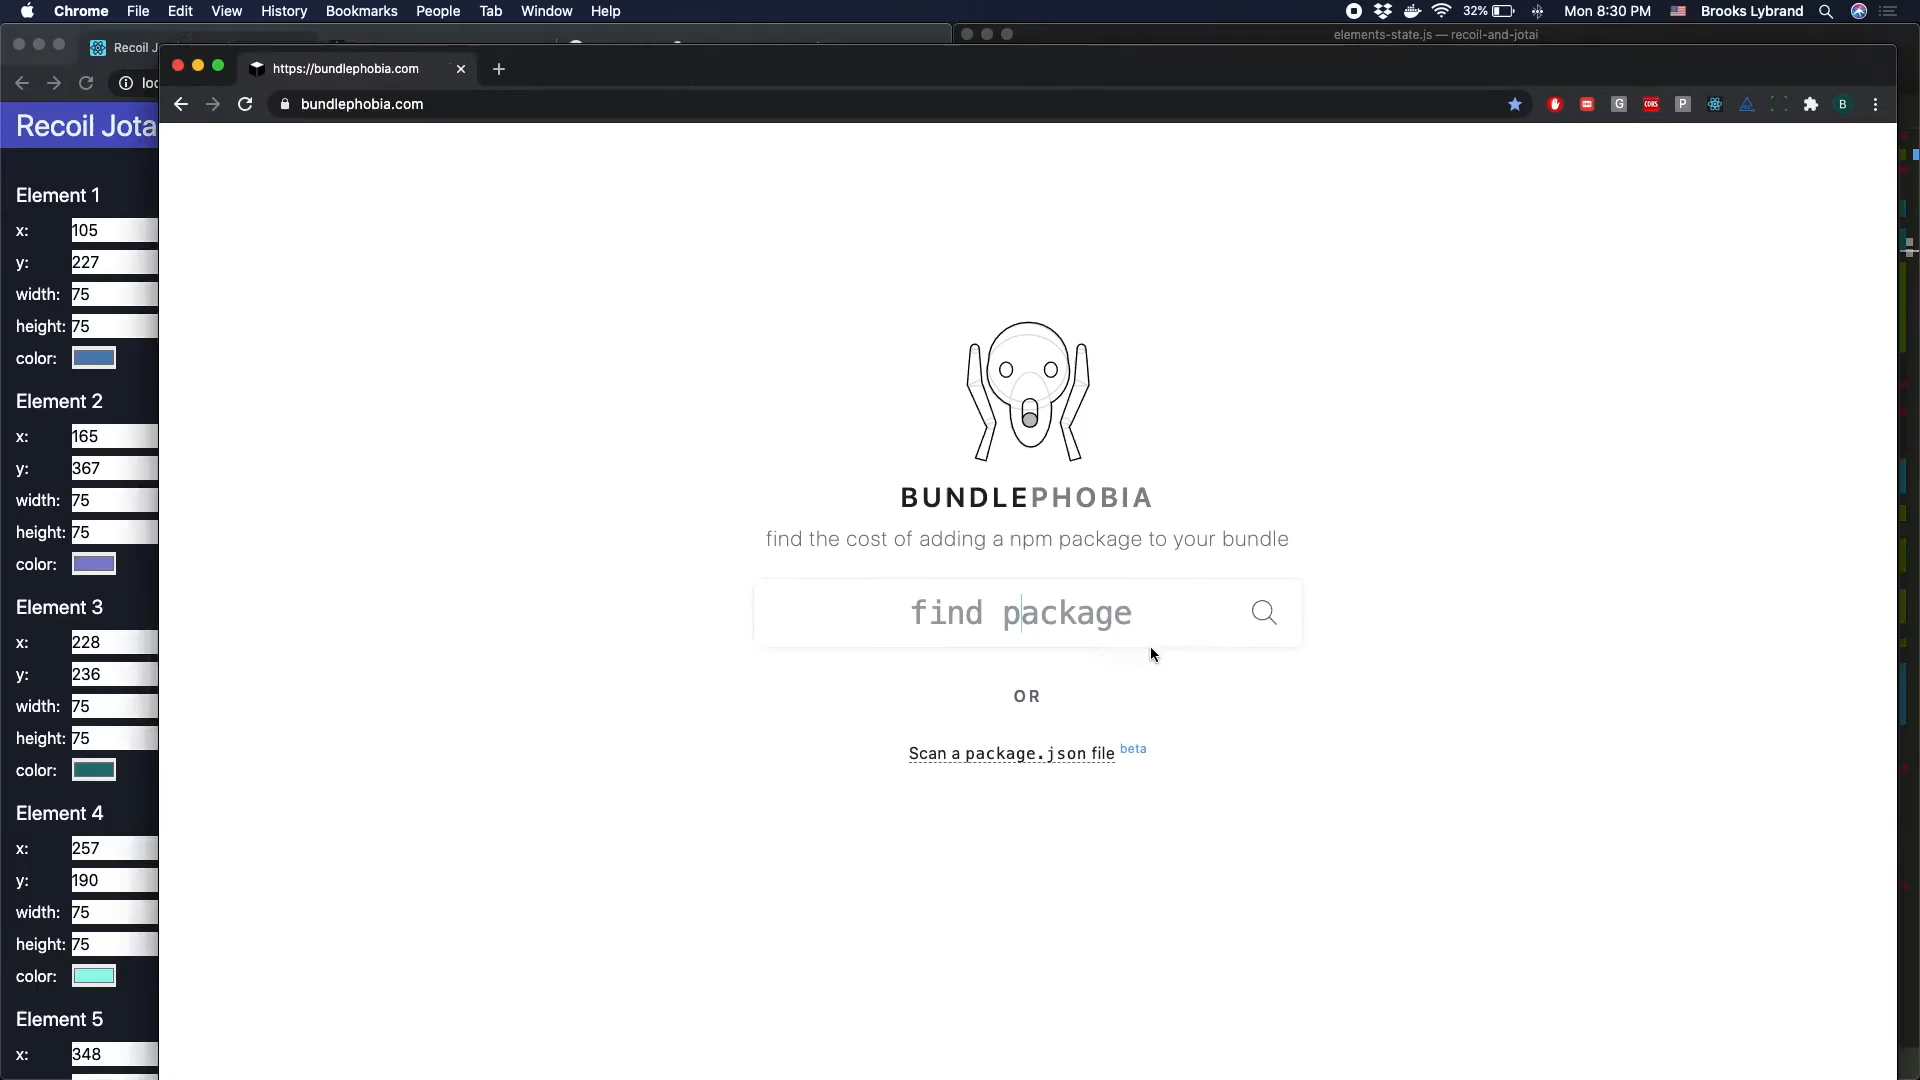 Chrome File Edit View History Bookmarks People Tab Window Help
32% Mon 8:30 PM Brooks Lybrand
Recoil J
elements-state.js — recoil-and-jotai
https://bundlephobia.com
loc
bundlephobia.com
G
CORS
P
B
Recoil Jota
Element 1
x: 105
y: 227
width: 75
height: 75
color:
Element 2
x: 165
y: 367
width: 75
height: 75
color:
Element 3
x: 228
y: 236
width: 75
height: 75
color:
Element 4
x: 257
y: 190
width: 75
height: 75
color:
Element 5
x: 348
BUNDLEPHOBIA
find the cost of adding a npm package to your bundle
find package
OR
Scan a package.json file beta